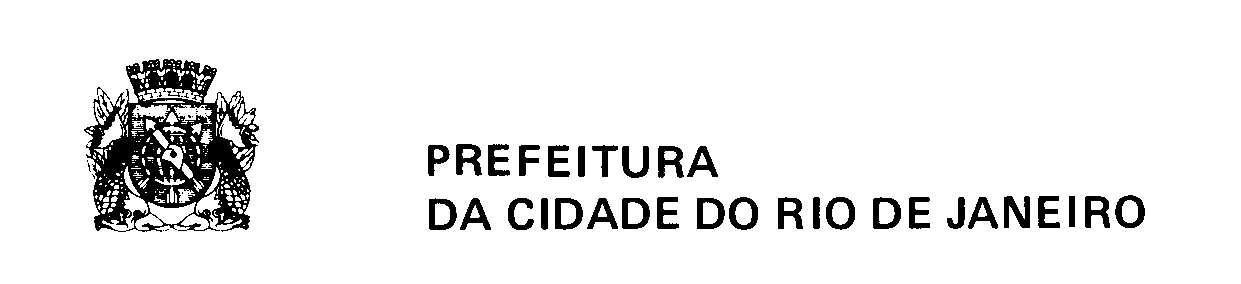 PREFEITURA
DA CIDADE DO RIO DE JANEIRO